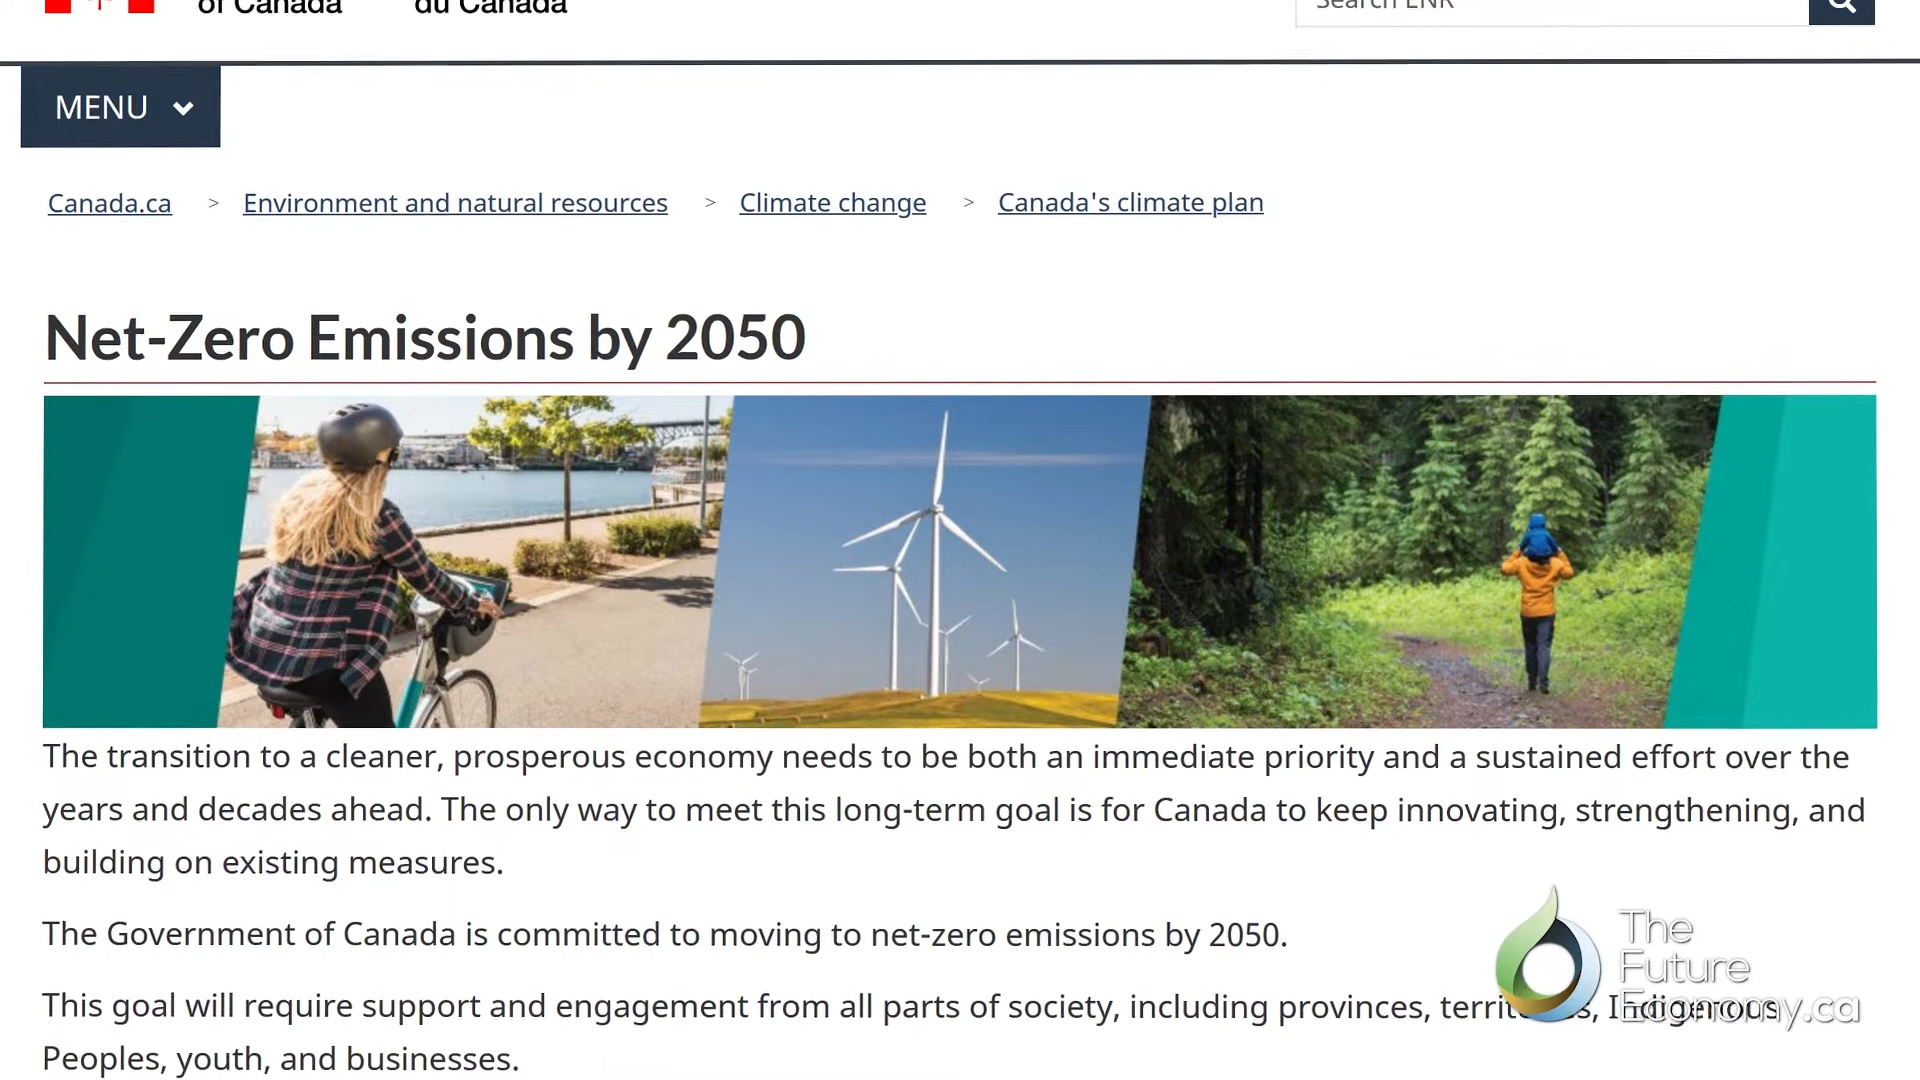 of Canada
du Canada
Search ENR
MENU
Canada.ca > Environment and natural resources > Climate change > Canada's climate plan
Net-Zero Emissions by 2050
The transition to a cleaner, prosperous economy needs to be both an immediate priority and a sustained effort over the
years and decades ahead. The only way to meet this long-term goal is for Canada to keep innovating, strengthening, and
building on existing measures.
The Government of Canada is committed to moving to net-zero emissions by 2050.
This goal will require support and engagement from all parts of society, including provinces, territories, Indigenous
Peoples, youth, and businesses.
The
Future
Economy.ca